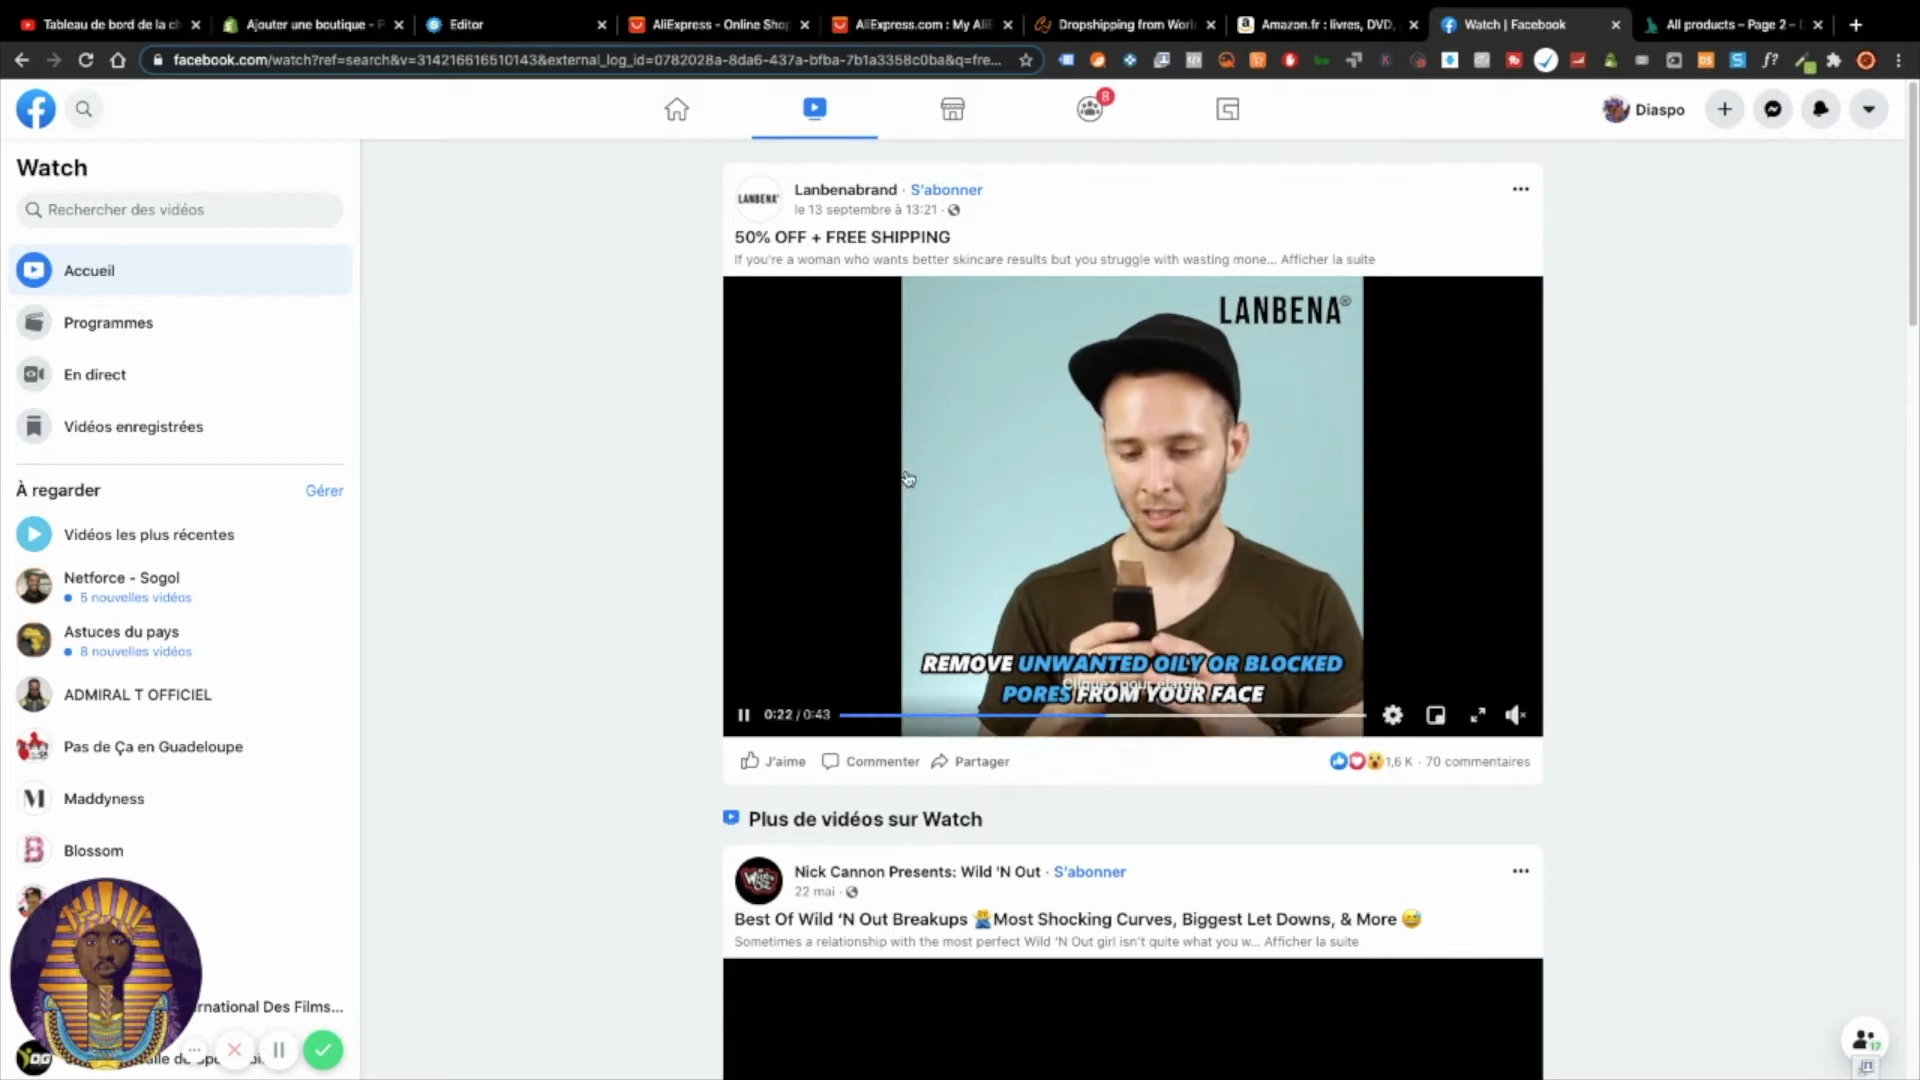 Tableau de bord de la ch
Ajouter une boutique - P
Editor
AliExpress - Online Shop
AliExpress.com : My AliE
Dropshipping from Worl
Amazon.fr : livres, DVD,
Watch | Facebook
All products – Page 2 –
facebook.com/watch?ref=search&v=314216616510143&external_log_id=0782028a-8da6-437a-bfba-7b1a3358c0ba&q=fre...
8
Diaspo
Watch
Rechercher des vidéos
Accueil
Programmes
En direct
Vidéos enregistrées
À regarder
Gérer
Vidéos les plus récentes
Netforce - Sogol
5 nouvelles vidéos
Astuces du pays
8 nouvelles vidéos
ADMIRAL T OFFICIEL
Pas de Ça en Guadeloupe
Maddyness
Blossom
rnational Des Films...
LANBENA
Lanbenabrand · S'abonner
le 13 septembre à 13:21 ·
50% OFF + FREE SHIPPING
If you're a woman who wants better skincare results but you struggle with wasting mone... Afficher la suite
LANBENA®
REMOVE UNWANTED OILY OR BLOCKED
PORES FROM YOUR FACE
Cliquez pour élargir
0:22 / 0:43
J'aime
Commenter
Partager
1,6 K · 70 commentaires
Plus de vidéos sur Watch
Nick Cannon Presents: Wild 'N Out · S'abonner
22 mai ·
Best Of Wild 'N Out Breakups 🤷Most Shocking Curves, Biggest Let Downs, & More 😅
Sometimes a relationship with the most perfect Wild 'N Out girl isn't quite what you w... Afficher la suite
17